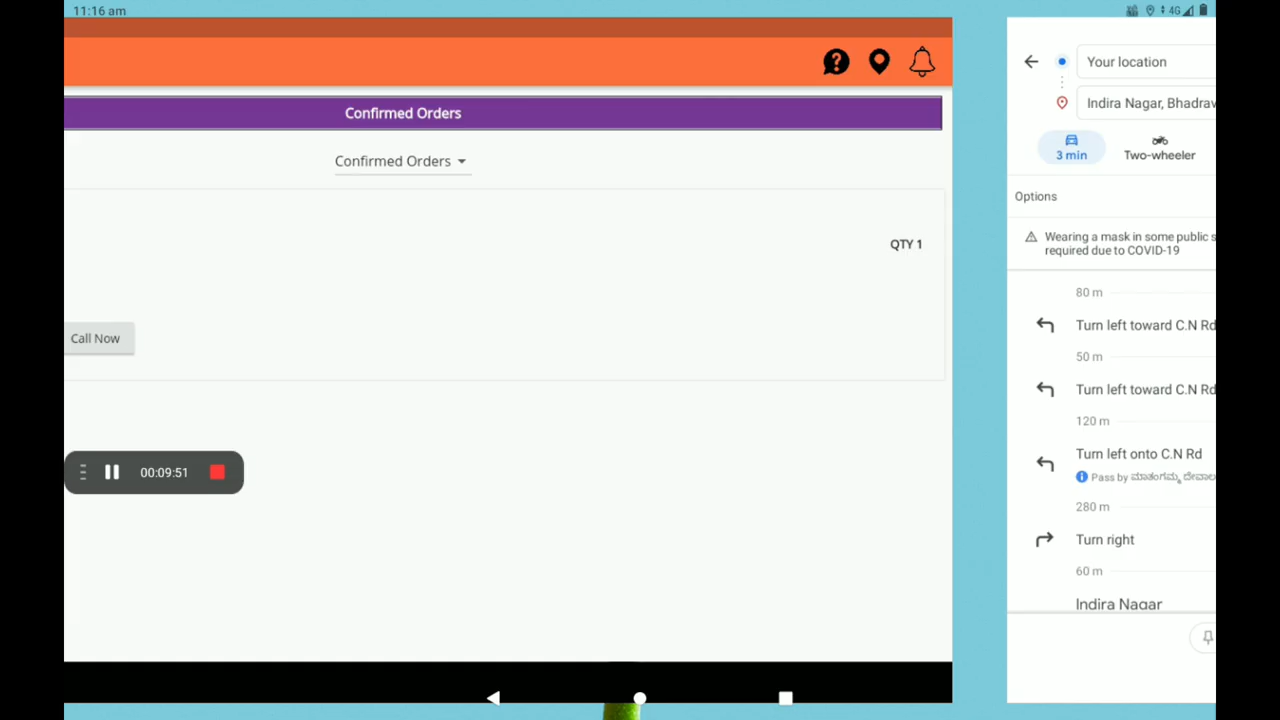 11:16 am
4G
Confirmed Orders
Confirmed Orders
QTY 1
Call Now
00:09:51
Your location
Indira Nagar, Bhadrav
3 min
Two-wheeler
Options
Wearing a mask in some public s
required due to COVID-19
80 m
Turn left toward C.N Rd
50 m
Turn left toward C.N Rd
120 m
Turn left onto C.N Rd
Pass by ಮಾತಂಗಮ್ಮ ದೇವಾಲ
280 m
Turn right
60 m
Indira Nagar